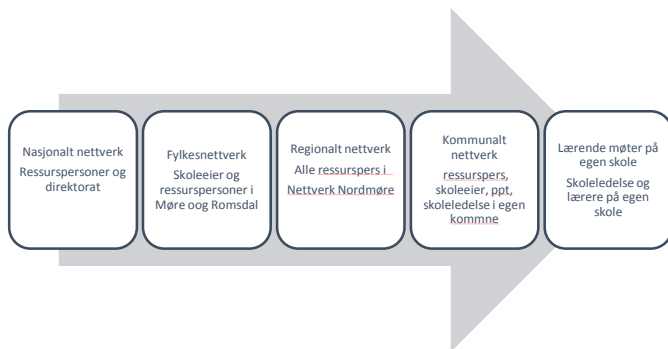 Nasjonalt nettverk
Ressurspersoner og
direktorat
Fylkesnettverk
Skoleeier og
ressurspersoner i
Møre oog Romsdal
Regionalt nettverk
Alle ressurspers i
Nettverk Nordmøre
Kommunalt
nettverk
ressurspers,
skoleeier, ppt,
skoleledelse i egen
kommne
Lærende møter på
egen skole
Skoleledelse og
lærere på egen
skole